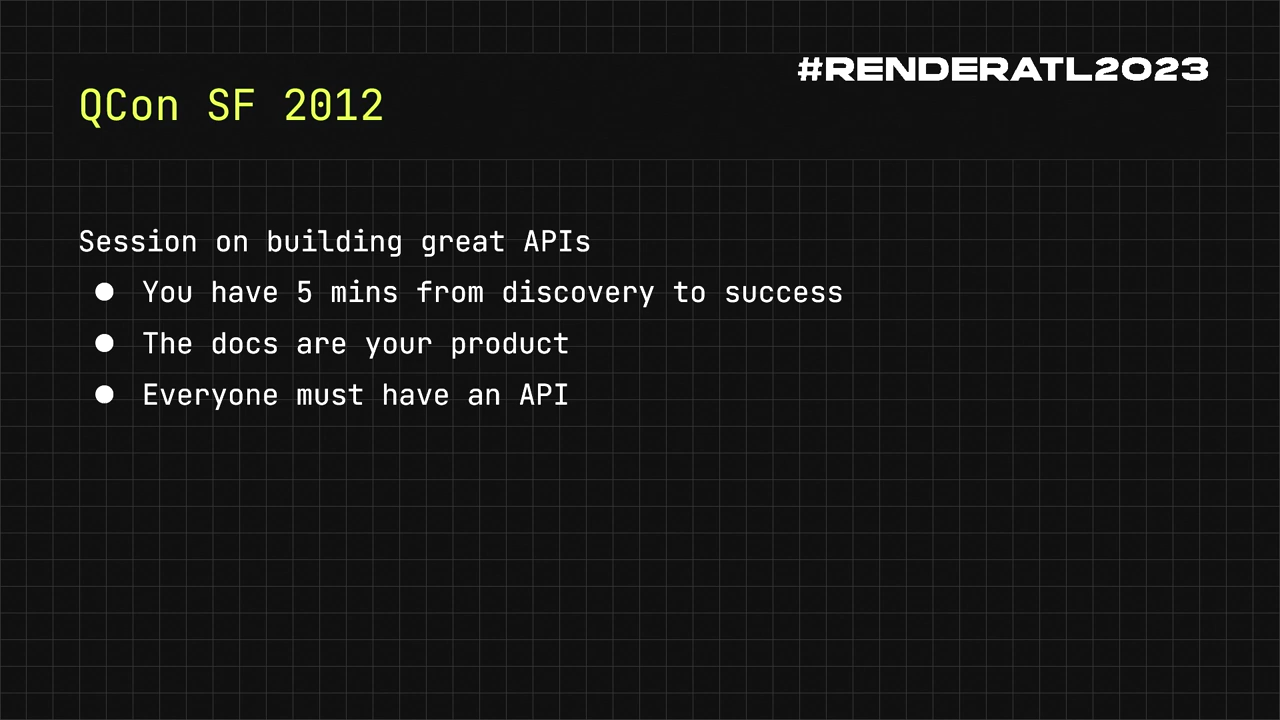 #RENDERATL2023
QCon SF 2012
Session on building great APIs
● You have 5 mins from discovery to success
● The docs are your product
● Everyone must have an API